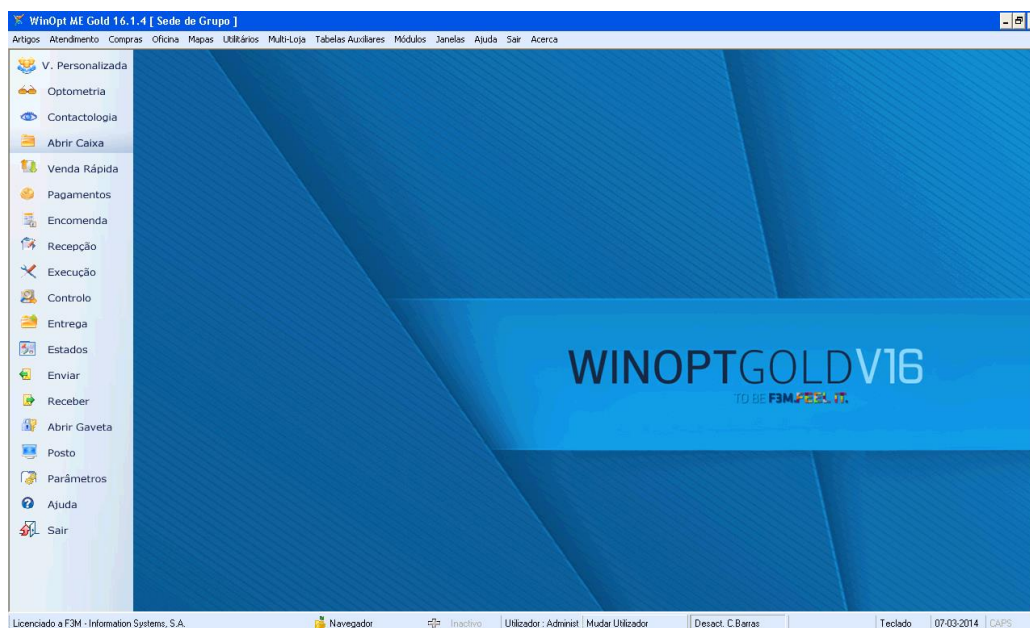 WinOpt ME Gold 16.1.4 [ Sede de Grupo ]
Artigos Atendimento Compras Oficina Mapas Utilitários Multi-Loja Tabelas Auxiliares Módulos Janelas Ajuda Sair Acerca
V. Personalizada
Optometria
Contactologia
Abrir Caixa
Venda Rápida
Pagamentos
Encomenda
Recepção
Execução
Controlo
Entrega
Estados
Enviar
Receber
Abrir Gaveta
Posto
Parâmetros
Ajuda
Sair
WINOPTGOLDV16
TO BE F3M.FEEL IT.
Licenciado a F3M - Information Systems, S.A. Navegador Inactivo Utilizador : Administ Mudar Utilizador Desact. C.Barras Teclado 07-03-2014 CAPS